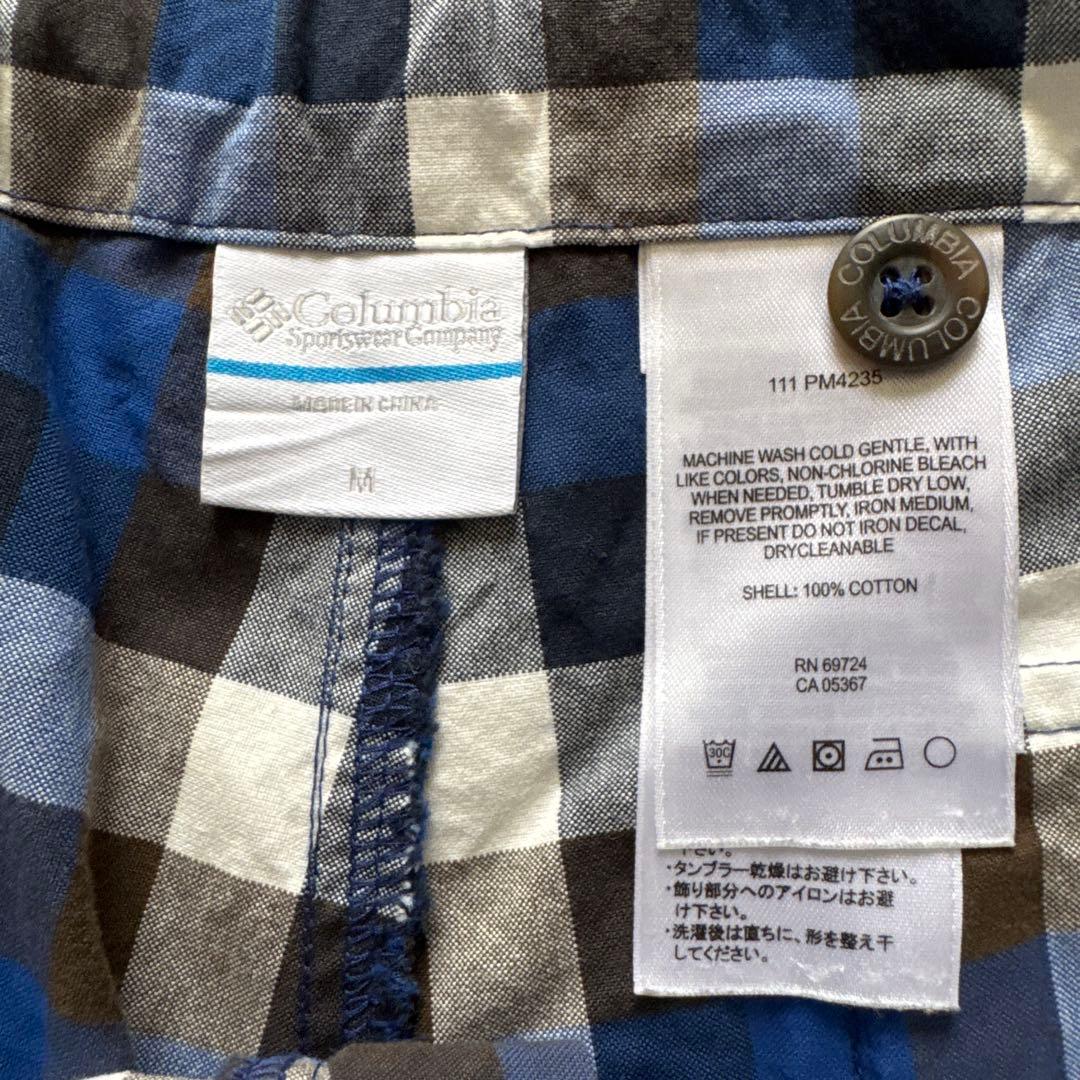 Columbia
Sportswear Company
MADE IN CHINA
M
COLUMBIA COLUMBIA
111 PM4235
MACHINE WASH COLD GENTLE, WITH
LIKE COLORS, NON-CHLORINE BLEACH
WHEN NEEDED, TUMBLE DRY LOW,
REMOVE PROMPTLY, IRON MEDIUM,
IF PRESENT DO NOT IRON DECAL,
DRYCLEANABLE
SHELL: 100% COTTON
RN 69724
CA 05367
30C
下さい。
・タンブラー乾燥はお避け下さい。
・飾り部分へのアイロンはお避
け下さい。
・洗濯後は直ちに、形を整え干
してください。